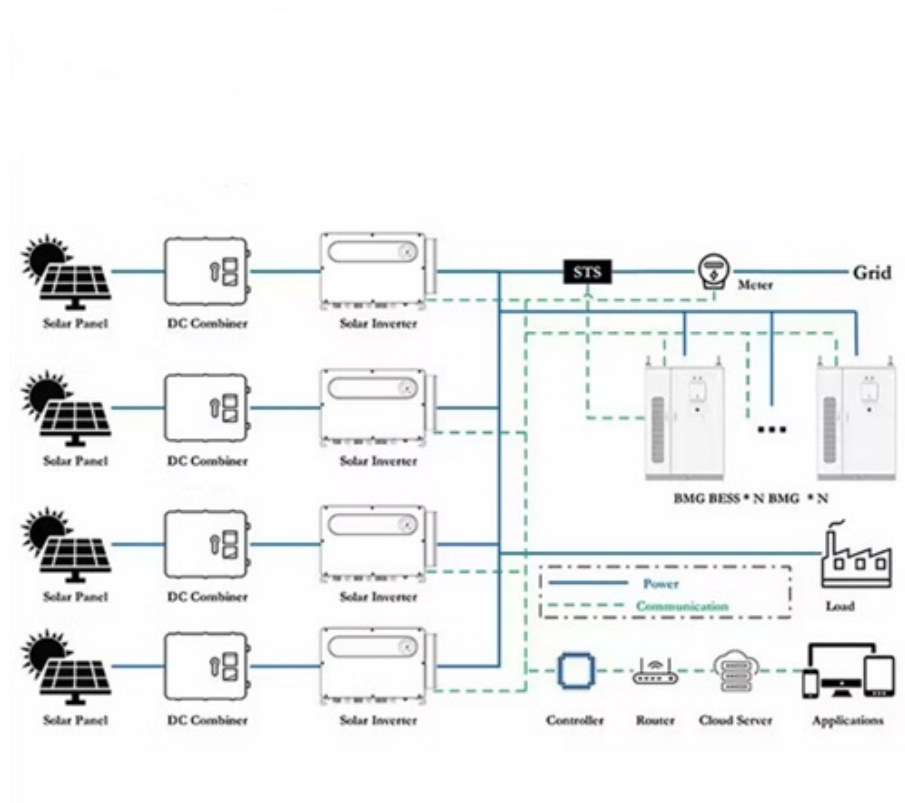 STS
Meter
Grid
Solar Panel
DC Combiner
Solar Inverter
Solar Panel
DC Combiner
Solar Inverter
BMG BESS * N BMG * N
Solar Panel
DC Combiner
Solar Inverter
Power
Communication
Load
Solar Panel
DC Combiner
Solar Inverter
Controller
Router
Cloud Server
Applications